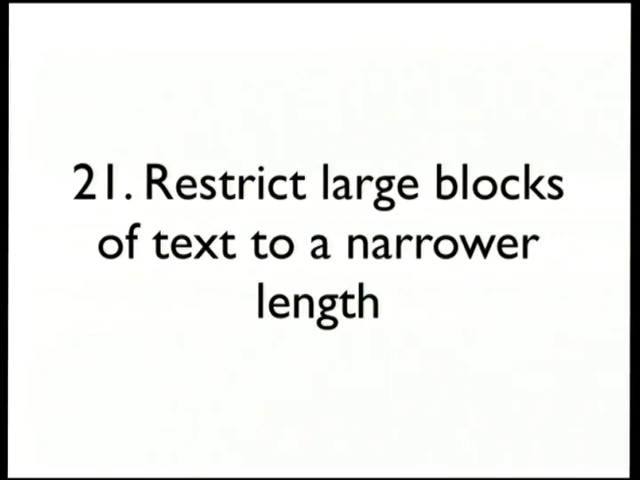 21. Restrict large blocks
of text to a narrower
length